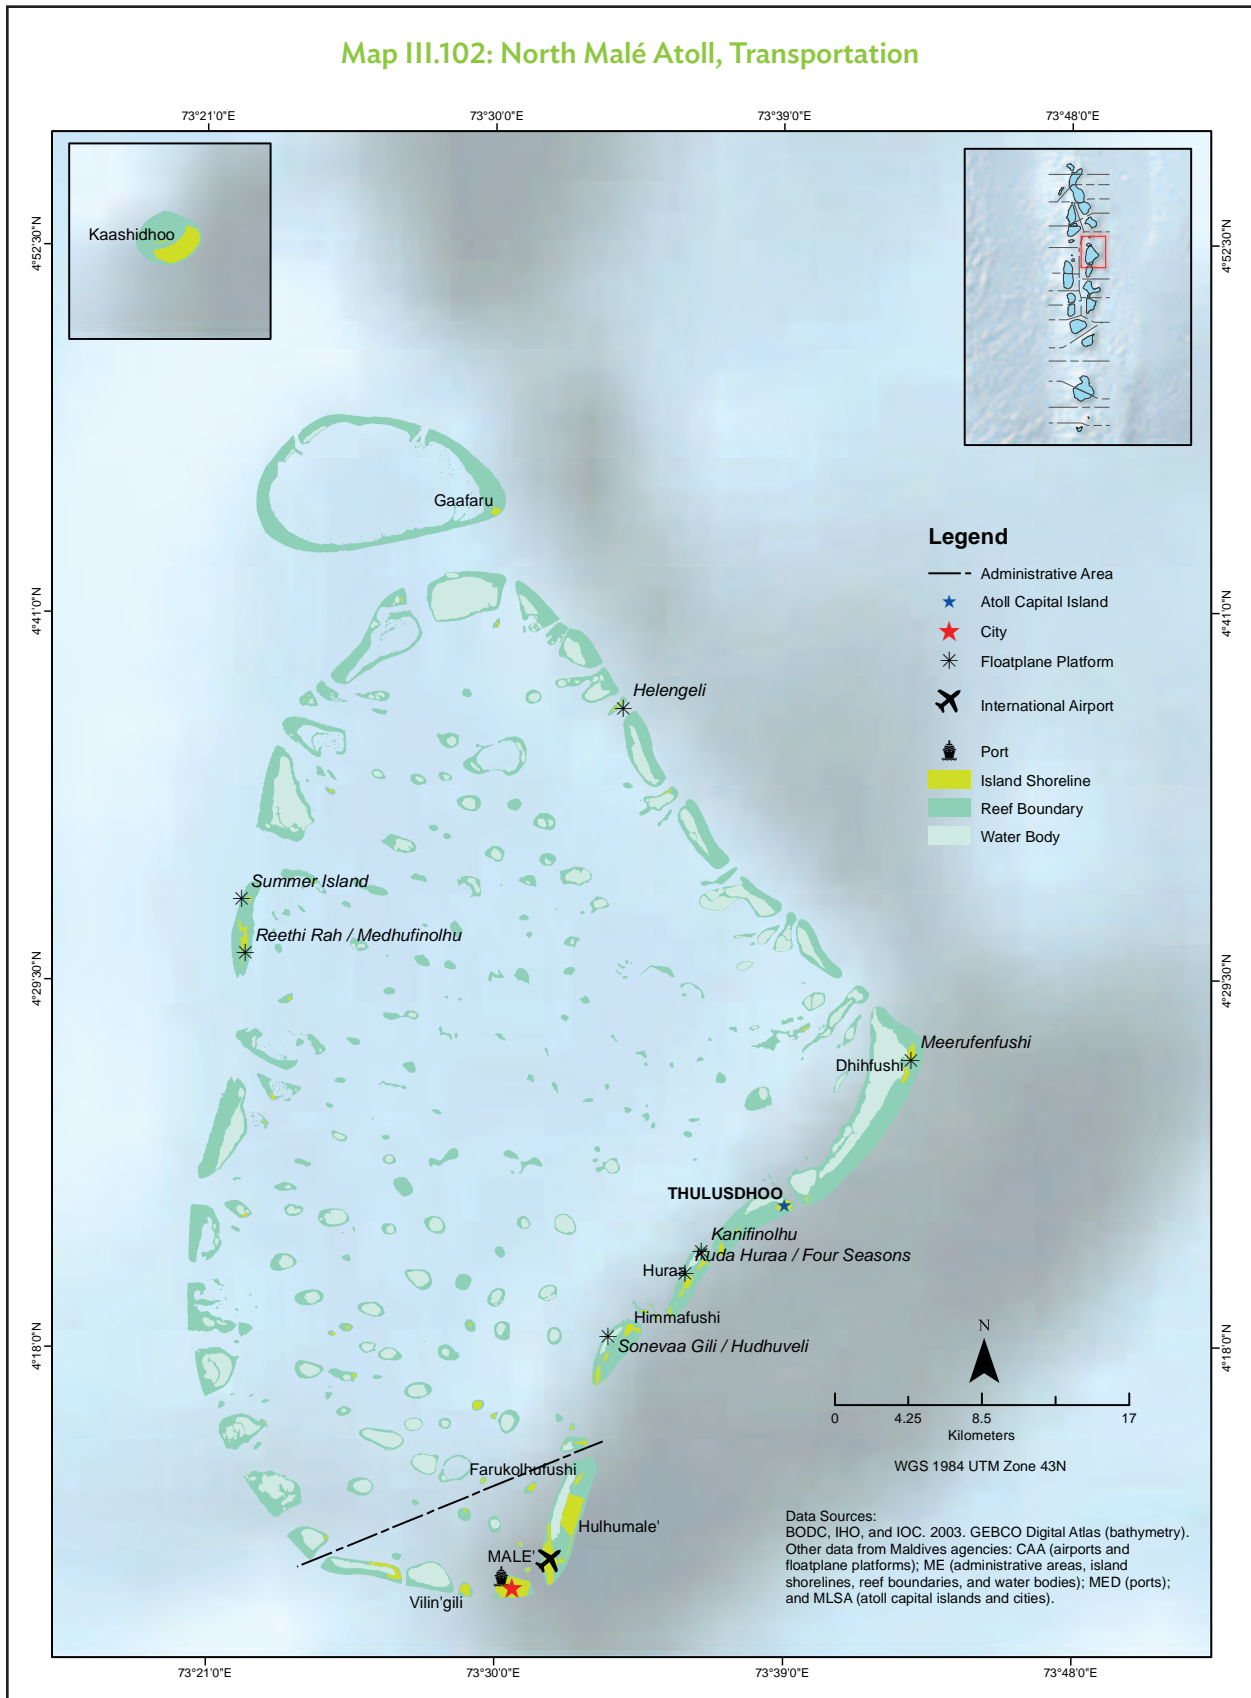 Map III.102: North Malé Atoll, Transportation
73°21'0"E
73°30'0"E
73°39'0"E
73°48'0"E
4°52'30"N
4°52'30"N
Kaashidhoo
Gaafaru
Legend
Administrative Area
Atoll Capital Island
City
Floatplane Platform
International Airport
Port
Island Shoreline
Reef Boundary
Water Body
4°41'0"N
4°41'0"N
Helengeli
Summer Island
Reethi Rah / Medhufinolhu
4°29'30"N
4°29'30"N
Meerufenfushi
Dhihfushi
THULUSDHOO
Kanifinolhu
Kuda Huraa / Four Seasons
Huraa
Himmafushi
Sonevaa Gili / Hudhuveli
4°18'0"N
4°18'0"N
N
0 4.25 8.5 17
Kilometers
WGS 1984 UTM Zone 43N
Farukolhufushi
Hulhumale'
MALE'
Vilin'gili
Data Sources:
BODC, IHO, and IOC. 2003. GEBCO Digital Atlas (bathymetry).
Other data from Maldives agencies: CAA (airports and
floatplane platforms); ME (administrative areas, island
shorelines, reef boundaries, and water bodies); MED (ports);
and MLSA (atoll capital islands and cities).
73°21'0"E
73°30'0"E
73°39'0"E
73°48'0"E